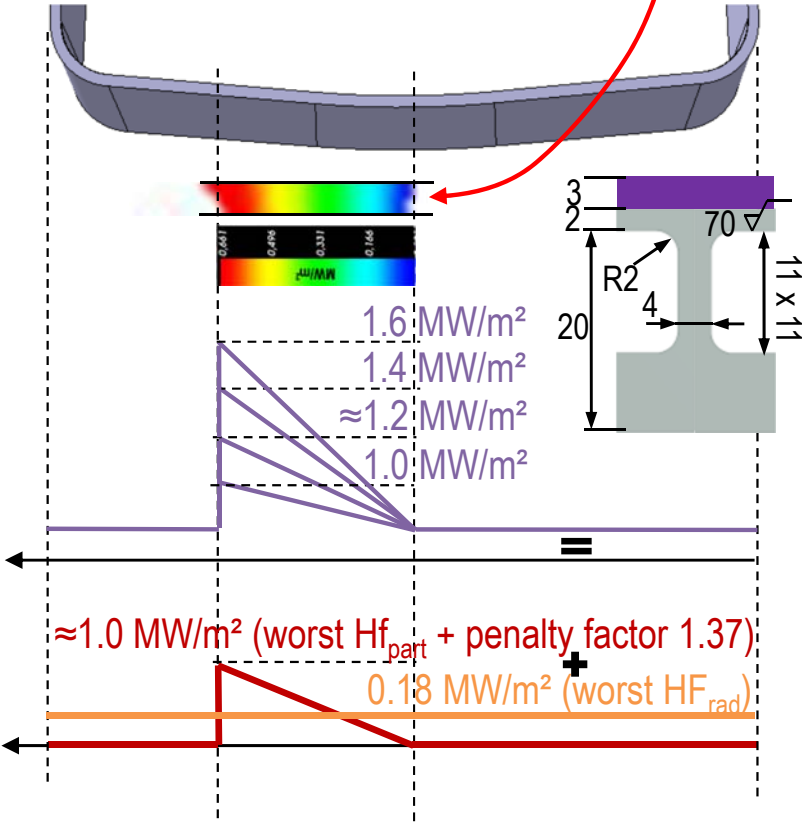 3
2
70
R2
4
20
11 x 11
0,661
0,496
0,331
0,166
MW/m²
1.6 MW/m²
1.4 MW/m²
≈1.2 MW/m²
1.0 MW/m²
=
≈1.0 MW/m² (worst Hfpart + penalty factor 1.37)
+
0.18 MW/m² (worst HFrad)